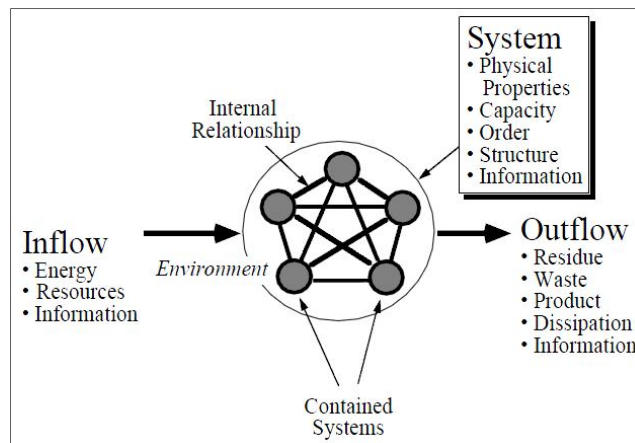 System
• Physical
Properties
• Capacity
• Order
• Structure
• Information
Internal
Relationship
Inflow
• Energy
• Resources
• Information
Environment
Outflow
• Residue
• Waste
• Product
• Dissipation
• Information
Contained
Systems